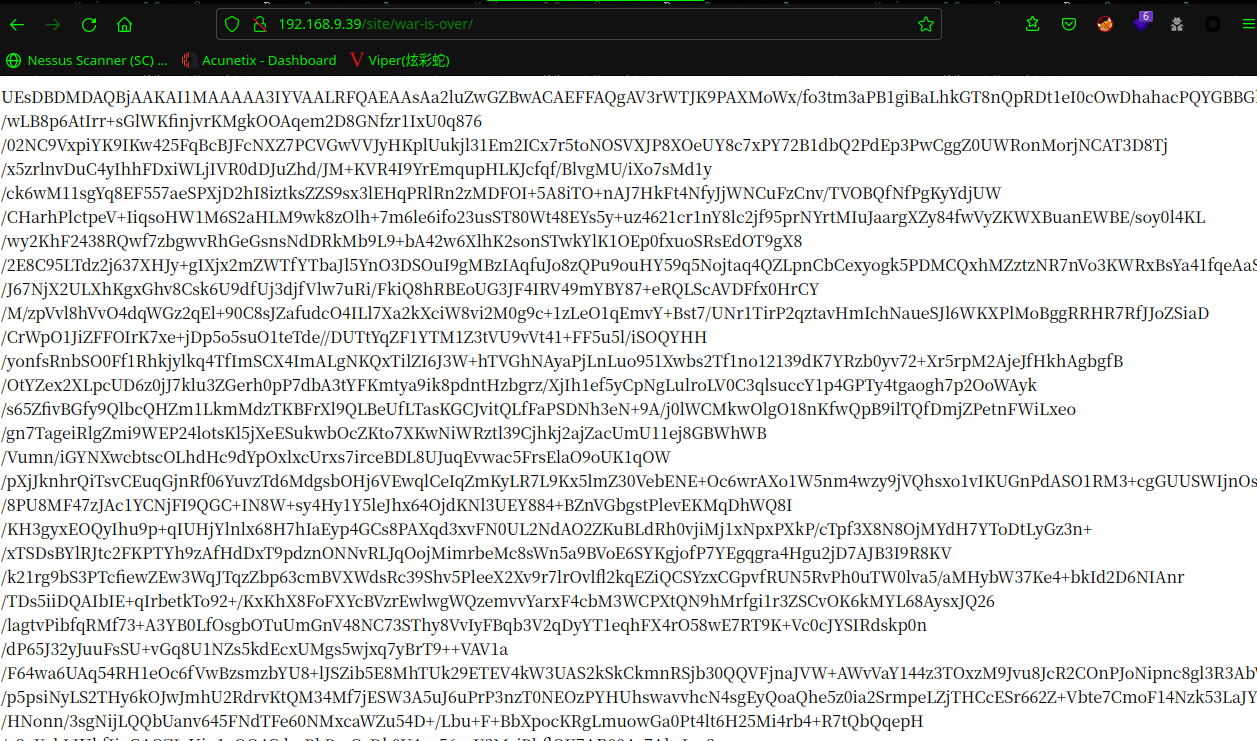 192.168.9.39/site/war-is-over/
6
Nessus Scanner (SC) ...
Acunetix - Dashboard
Viper(炫彩蛇)
UEsDBDMDAQBjAAKAI1MAAAAA3IYVAALRFQAEAAsAa2luZwGZBwACAEFFAQgAV3rWTJK9PAXMoWx/fo3tm3aPB1giBaLhkGT8nQpRDt1eI0cOwDhahacPQYGBBG
/wLB8p6AtIrr+sGlWKfinjvrKMgkOOAqem2D8GNfzr1IxU0q876
/02NC9VxpiYK9IKw425FqBcBJFcNXZ7PCVGwVVJyHKplUukjl31Em2ICx7r5toNOSVXJP8XOeUY8c7xPY72B1dbQ2PdEp3PwCggZ0UWRonMorjNCAT3D8Tj
/x5zrlnvDuC4yIhhFDxiWLjIVR0dDJuZhd/JM+KVR4I9YrEmqupHLKJcfqf/BlvgMU/iXo7sMd1y
/ck6wM11sgYq8EF557aeSPXjD2hI8iztksZZS9sx3lEHqPRlRn2zMDFOI+5A8iTO+nAJ7HkFt4NfyJjWNCuFzCnv/TVOBQfNfPgKyYdjUW
/CHarhPlctpeV+IiqsoHW1M6S2aHLM9wk8zOlh+7m6le6ifo23usST80Wt48EYs5y+uz4621cr1nY8lc2jf95prNYrtMIuJaargXZy84fwVyZKWXBuanEWBE/soy0l4KL
/wy2KhF2438RQwf7zbgwvRhGeGsnsNdDRkMb9L9+bA42w6XlhK2sonSTwkYlK1OEp0fxuoSRsEdOT9gX8
/2E8C95LTdz2j637XHJy+gIXjx2mZWTfYTbaJl5YnO3DSOuI9gMBzIAqfuJo8zQPu9ouHY59q5Nojtaq4QZLpnCbCexyogk5PDMCQxhMZztzNR7nVo3KWRxBsYa41fqeAaS
/J67NjX2ULXhKgxGhv8Csk6U9dfUj3djfVlw7uRi/FkiQ8hRBEoUG3JF4IRV49mYBY87+eRQLScAVDFfx0HrCY
/M/zpVvl8hVvO4dqWGz2qEl+90C8sJZafudcO4ILl7Xa2kXciW8vi2M0g9c+1zLeO1qEmvY+Bst7/UNr1TirP2qztavHmIchNaueSJl6WKXPlMoBggRRHR7RfJJoZSiaD
/CrWpO1JiZFFOIrK7xe+jDp5o5suO1teTde//DUTtYqZF1YTM1Z3tVU9vVt41+FF5u5l/iSOQYHH
/yonfsRnbSO0Ff1Rhkjylkq4TfImSCX4ImALgNKQxTilZI6J3W+hTVGhNAyaPjLnLuo951Xwbs2Tf1no12139dK7YRzb0yv72+Xr5rpM2AjeJfHkhAgbgfB
/OtYZex2XLpcUD6z0jJ7klu3ZGerh0pP7dbA3tYFKmtya9ik8pdntHzbgrz/XjIh1ef5yCpNgLulroLV0C3qlsuccY1p4GPTy4tgaogh7p2OoWAyk
/s65ZfivBGfy9QlbcQHZm1LkmMdzTKBFrXl9QLBeUfLTasKGCJvitQLfFaPSDNh3eN+9A/j0lWCMkwOlgO18nKfwQpB9ilTQfDmjZPetnFWiLxeo
/gn7TageiRlgZmi9WEP24lotsKl5jXeESukwbOcZKto7XKwNiWRztl39Cjhkj2ajZacUmU11ej8GBWhWB
/Vumn/iGYNXwcbtscOLhdHc9dYpOxlxcUrxs7irceBDL8UJuqEvwac5FrsElaO9oUK1qOW
/pXjJknhrQiTsvCEuqGjnRf06YuvzTd6MdgsbOHj6VEwqlCeIqZmKyLR7L9Kx5lmZ30VebENE+Oc6wrAXo1W5nm4wzy9jVQhsxo1vIKUGnPdASO1RM3+cgGUUSWIjnOs
/8PU8MF47zJAc1YCNjFI9QGC+IN8W+sy4Hy1Y5leJhx64OjdKNl3UEY884+BZnVGbgstPlevEKMqDhWQ8I
/KH3gyxEOQyIhu9p+qIUHjYlnlx68H7hIaEyp4GCs8PAXqd3xvFN0UL2NdAO2ZKuBLdRh0vjiMj1xNpxPXkP/cTpf3X8N8OjMYdH7YToDtLyGz3n+
/xTSDsBYlRJtc2FKPTYh9zAfHdDxT9pdznONNvRLJqOojMimrbeMc8sWn5a9BVoE6SYKgjofP7YEgqgra4Hgu2jD7AJB3I9R8KV
/k21rg9bS3PTcfiewZEw3WqJTqzZbp63cmBVXWdsRc39Shv5PleeX2Xv9r7lrOvlfl2kqEZiQCSYzxCGpvfRUN5RvPh0uTW0lva5/aMHybW37Ke4+bkId2D6NIAnr
/TDs5iiDQAIbIE+qIrbetkTo92+/KxKhX8FoFXYcBVzrEwlwgWQzemvvYarxF4cbM3WCPXtQN9hMrfgi1r3ZSCvOK6kMYL68AysxJQ26
/lagtvPibfqRMf73+A3YB0LfOsgbOTuUmGnV48NC73SThy8VvIyFBqb3V2qDyYT1eqhFX4rO58wE7RT9K+Vc0cJYSIRdskp0n
/dP65J32yJuuFsSU+vGq8U1NZs5kdEcxUMgs5wjxq7yBrT9++VAV1a
/F64wa6UAq54RH1eOc6fVwBzsmzbYU8+lJSZib5E8MhTUk29ETEV4kW3UAS2kSkCkmnRSjb30QQVFjnaJVW+AWvVaY144z3TOxzM9Jvu8JcR2COnPJoNipnc8gl3R3Ab
/p5psiNyLS2THy6kOJwJmhU2RdrvKtQM34Mf7jESW3A5uJ6uPrP3nzT0NEOzPYHUhswavvhcN4sgEyQoaQhe5z0ia2SrmpeLZjTHCcESr662Z+Vbte7CmoF14Nzk53LaJY
/HNonn/3sgNijLQQbUanv645FNdTFe60NMxcaWZu54D+/Lbu+F+BbXpocKRgLmuowGa0Pt4lt6H25Mi4rb4+R7tQbQqepH